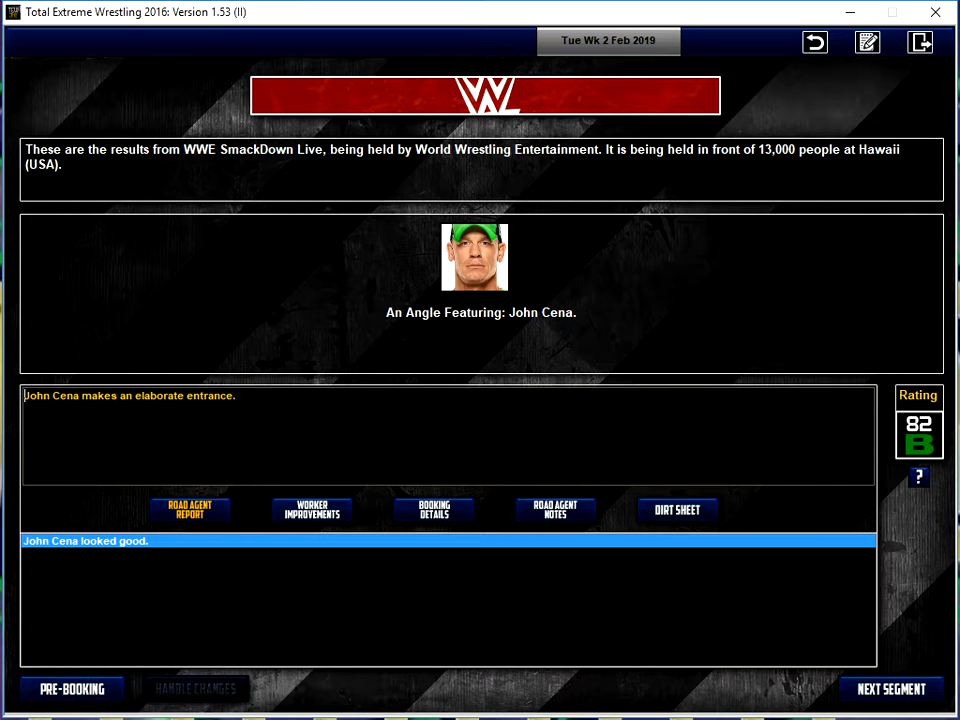 Total Extreme Wrestling 2016: Version 1.53 (II)
Tue Wk 2 Feb 2019
These are the results from WWE SmackDown Live, being held by World Wrestling Entertainment. It is being held in front of 13,000 people at Hawaii
(USA).
An Angle Featuring: John Cena.
John Cena makes an elaborate entrance.
Rating
82
B
?
ROAD AGENT
REPORT
WORKER
IMPROVEMENTS
BOOKING
DETAILS
ROAD AGENT
NOTES
DIRT SHEET
John Cena looked good.
PRE-BOOKING
HANDLE CHANGES
NEXT SEGMENT